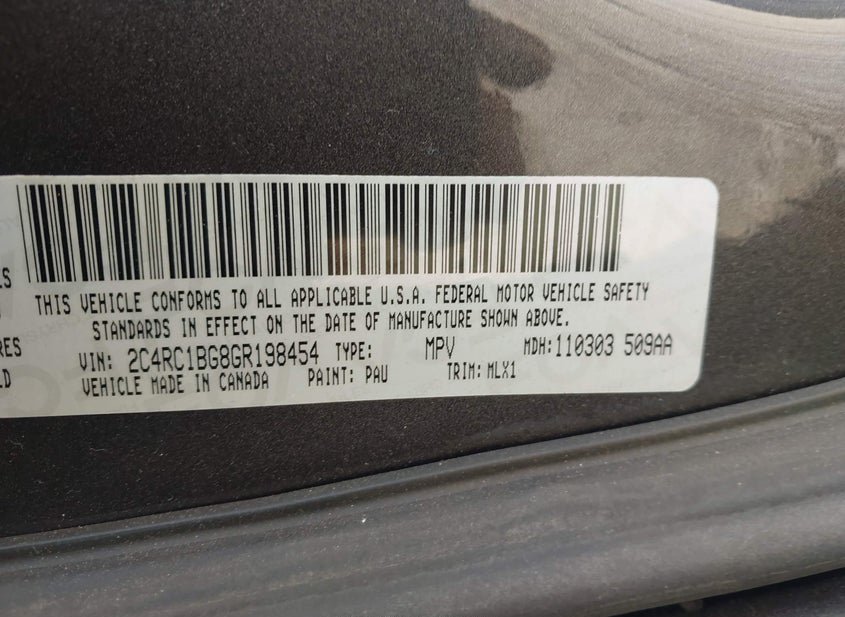 THIS VEHICLE CONFORMS TO ALL APPLICABLE U.S.A. FEDERAL MOTOR VEHICLE SAFETY
STANDARDS IN EFFECT ON THE DATE OF MANUFACTURE SHOWN ABOVE.
VIN: 2C4RC1BG8GR198454 TYPE: MPV MDH:110303 509AA
VEHICLE MADE IN CANADA PAINT: PAU TRIM: MLX1